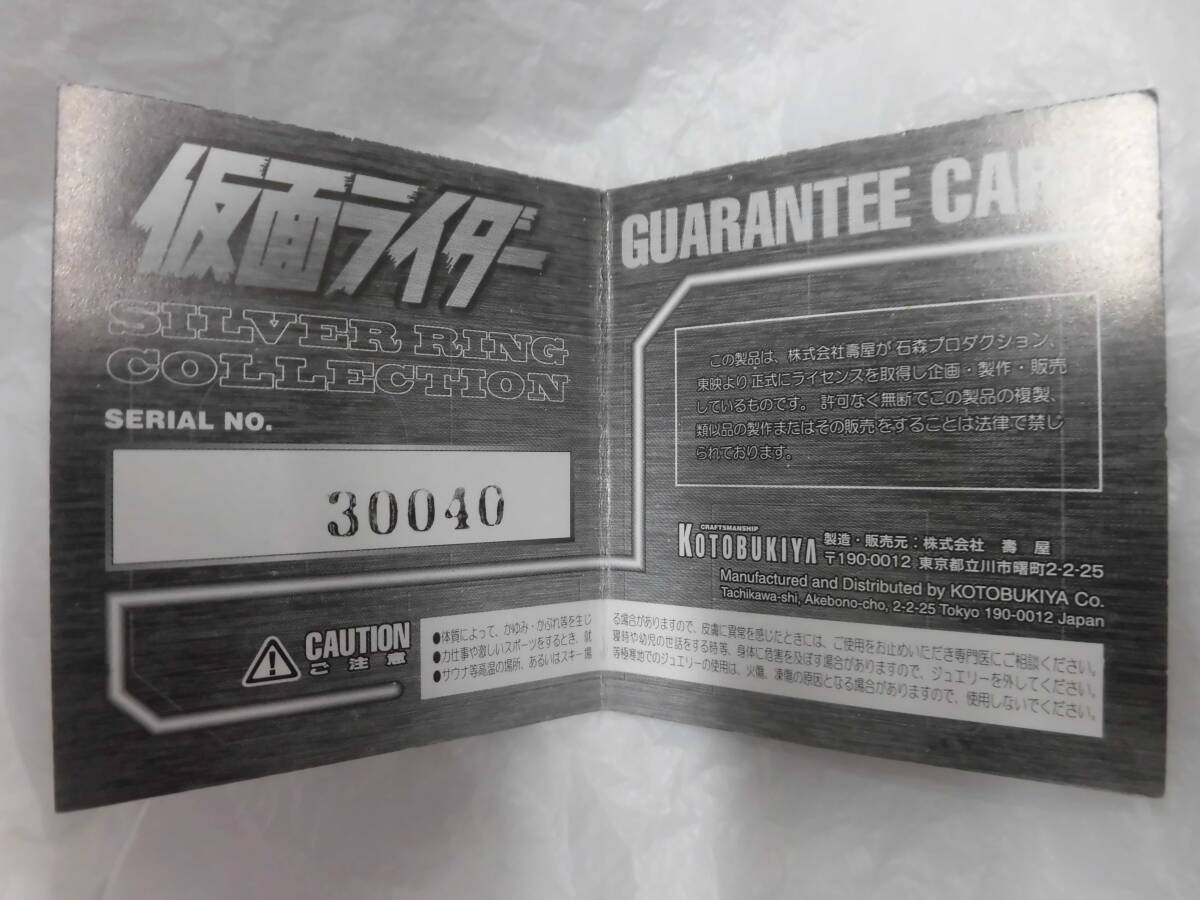 仮面ライダー
SILVER RING
COLLECTION
SERIAL NO.
30040
GUARANTEE CARD
この製品は、株式会社壽屋が石森プロダクション、
東映より正式にライセンスを取得し企画・製作・販売
しているものです。許可なく無断でこの製品の複製、
類似品の製作またはその販売をすることは法律で禁じ
られております。
CRAFTSMANSHIP
KOTOBUKIYA
製造・販売元：株式会社 壽 屋
〒190-0012 東京都立川市曙町2-2-25
Manufactured and Distributed by KOTOBUKIYA Co.
Tachikawa-shi, Akebono-cho, 2-2-25 Tokyo 190-0012 Japan
CAUTION
ご注意
●体質によって、かゆみ・かぶれ等を生じる場合がありますので、皮膚に異常を感じたときには、ご使用をお止めいただき専門医にご相談ください。
●力仕事や激しいスポーツをするとき、就寝時や幼児の世話をする時等、身体に危害を及ぼす場合がありますので、ジュエリーを外してください。
●サウナ等高温の場所、あるいはスキー場等極寒地でのジュエリーの使用は、火傷、凍傷の原因となる場合がありますので、使用しないでください。